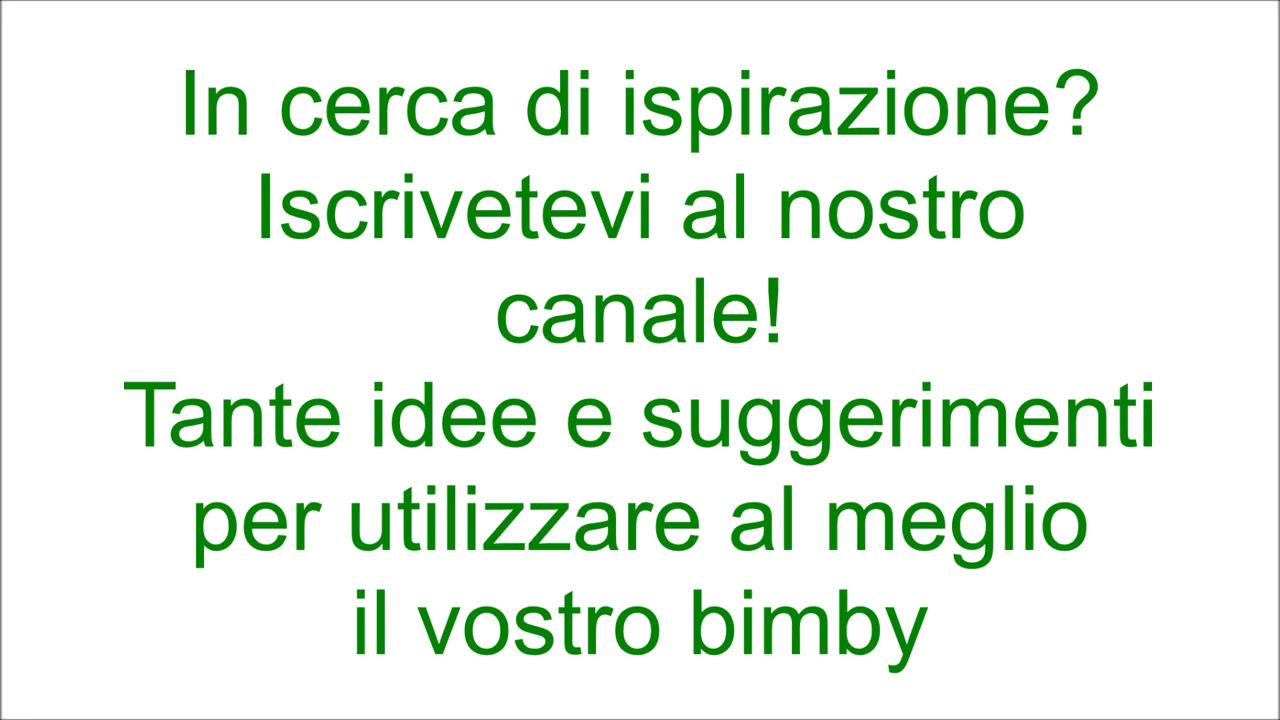 In cerca di ispirazione?
Iscrivetevi al nostro
canale!
Tante idee e suggerimenti
per utilizzare al meglio
il vostro bimby